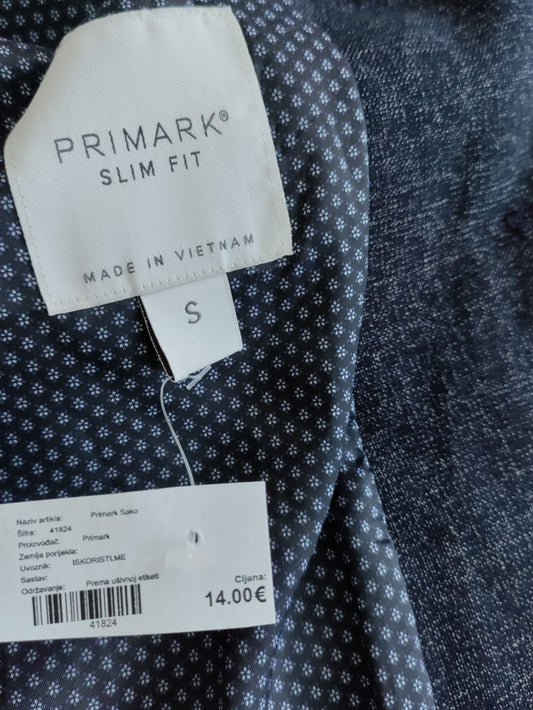 PRIMARK®
SLIM FIT
MADE IN VIETNAM
S
Naziv artikla: Primark Sako
Šifra: 41824
Proizvođač: Primark
Zemlja porijekla:
Uvoznik: ISKORISTI.ME
Sastav:
Održavanje: Prema ušivnoj etiketi
Cijena:
14.00€
41824